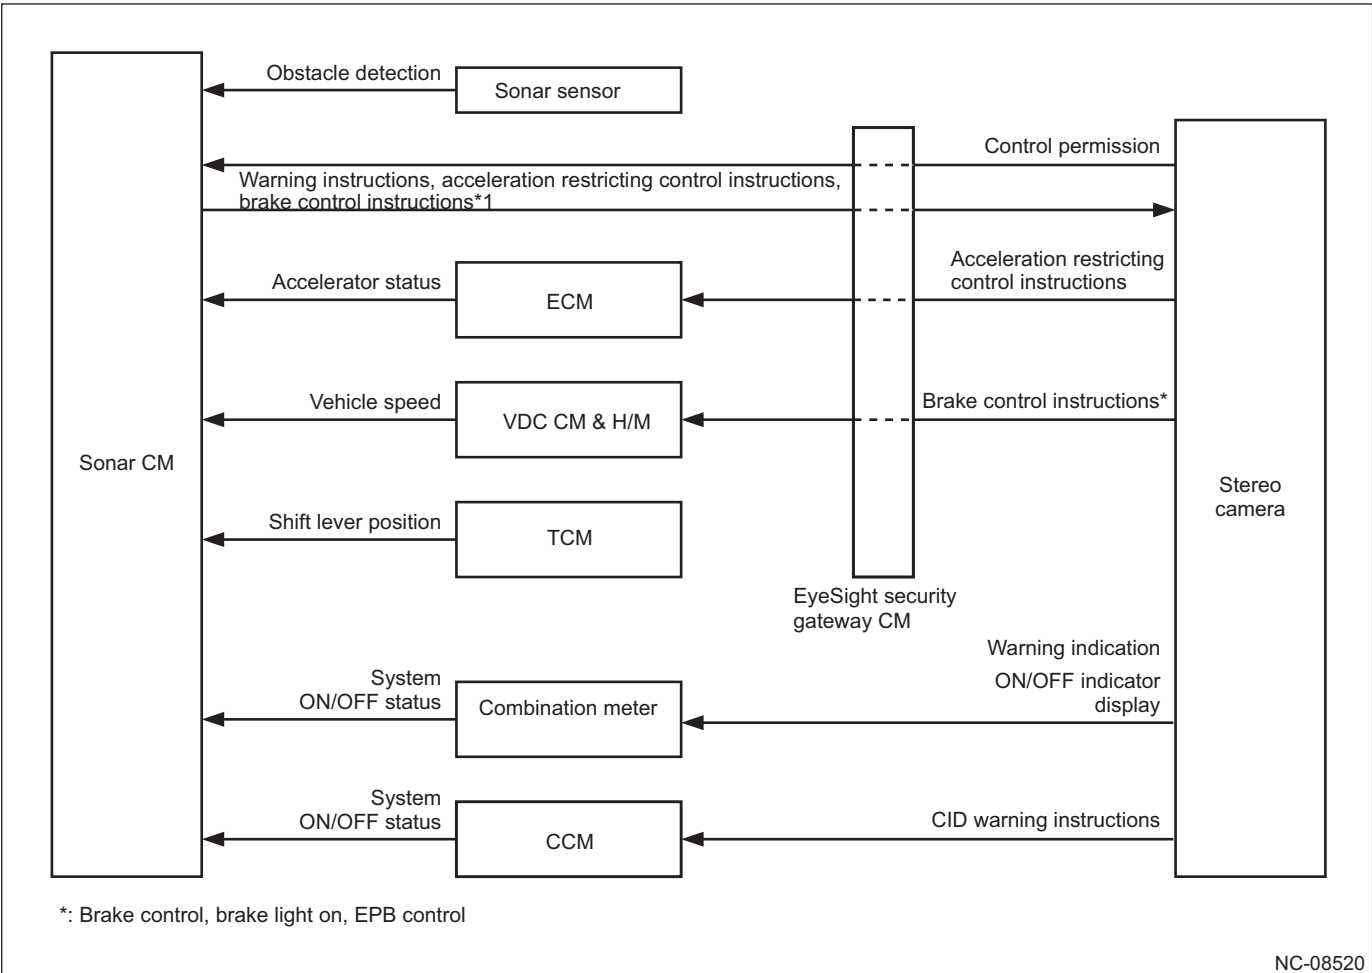 Obstacle detection
Sonar sensor
Control permission
Warning instructions, acceleration restricting control instructions,
brake control instructions*1
Accelerator status
ECM
Acceleration restricting
control instructions
Vehicle speed
VDC CM & H/M
Brake control instructions*
Sonar CM
Stereo
camera
Shift lever position
TCM
EyeSight security
gateway CM
Warning indication
ON/OFF indicator
display
System
ON/OFF status
Combination meter
System
ON/OFF status
CCM
CID warning instructions
*: Brake control, brake light on, EPB control
NC-08520